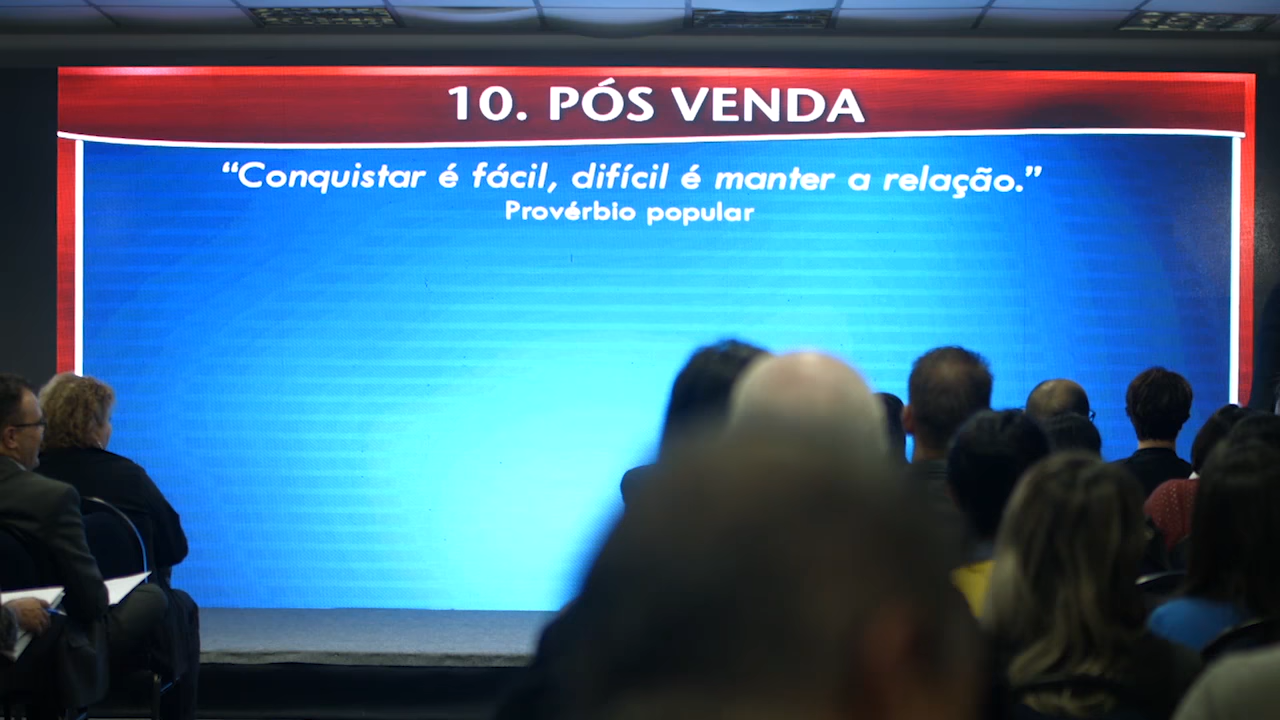 10. PÓS VENDA
“Conquistar é fácil, difícil é manter a relação.”
Provérbio popular